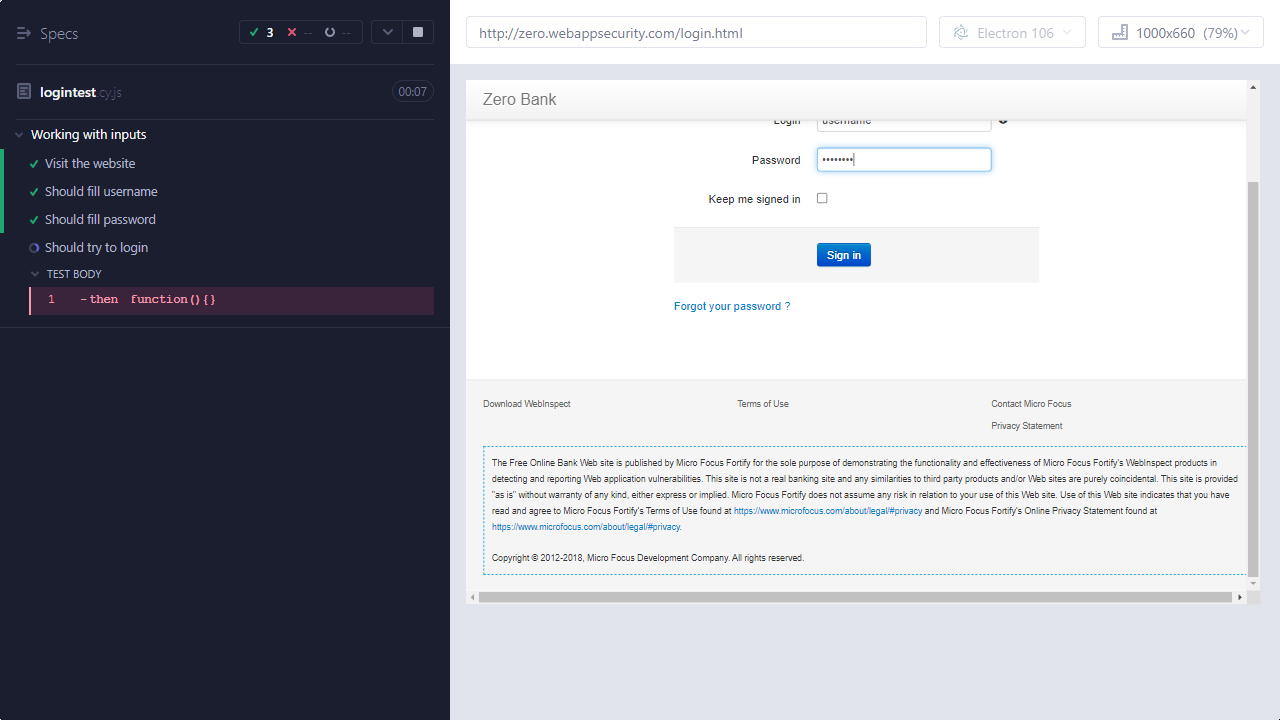 Specs
3
--
--
http://zero.webappsecurity.com/login.html
Electron 106
1000x660 (79%)
logintest.cy.js
00:07
Working with inputs
Visit the website
Should fill username
Should fill password
Should try to login
TEST BODY
1 -then function(){}
Zero Bank
Login username
Password ••••••••
Keep me signed in
Sign in
Forgot your password ?
Download WebInspect
Terms of Use
Contact Micro Focus
Privacy Statement
The Free Online Bank Web site is published by Micro Focus Fortify for the sole purpose of demonstrating the functionality and effectiveness of Micro Focus Fortify's WebInspect products in
detecting and reporting Web application vulnerabilities. This site is not a real banking site and any similarities to third party products and/or Web sites are purely coincidental. This site is provided
"as is" without warranty of any kind, either express or implied. Micro Focus Fortify does not assume any risk in relation to your use of this Web site. Use of this Web site indicates that you have
read and agree to Micro Focus Fortify's Terms of Use found at https://www.microfocus.com/about/legal/#privacy and Micro Focus Fortify's Online Privacy Statement found at
https://www.microfocus.com/about/legal/#privacy.
Copyright © 2012-2018, Micro Focus Development Company. All rights reserved.